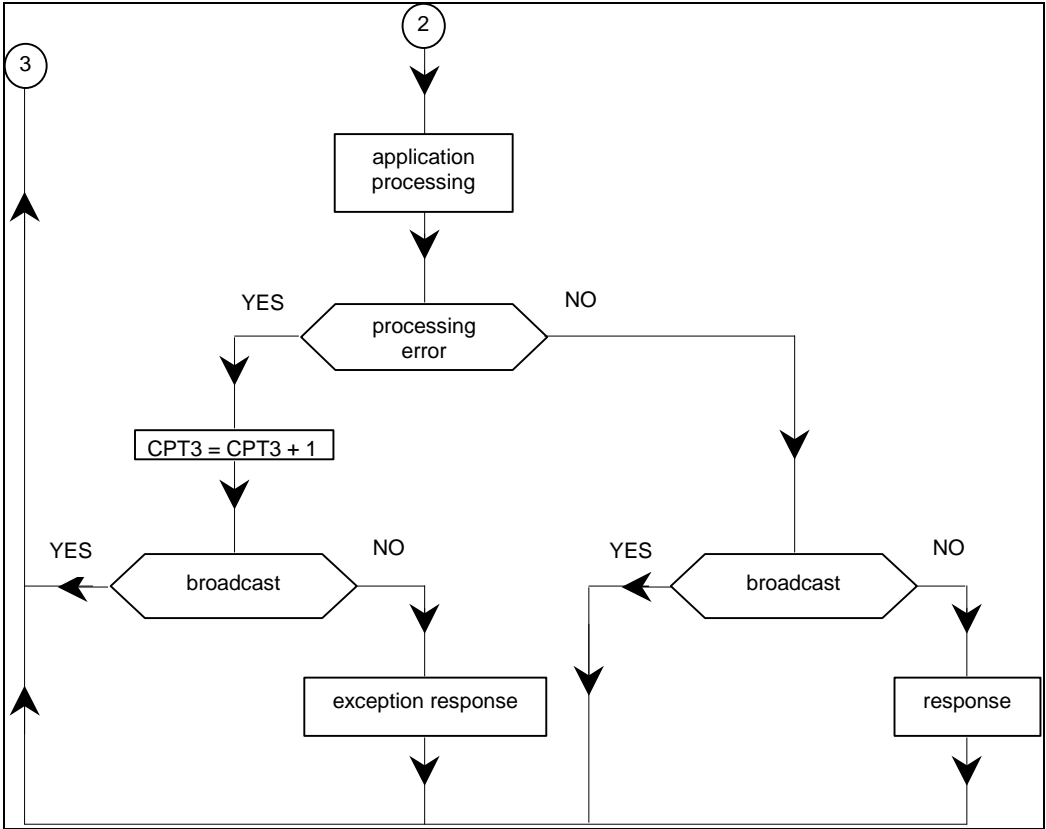 2
3
application
processing
YES
NO
processing
error
CPT3 = CPT3 + 1
YES
NO
YES
NO
broadcast
broadcast
exception response
response